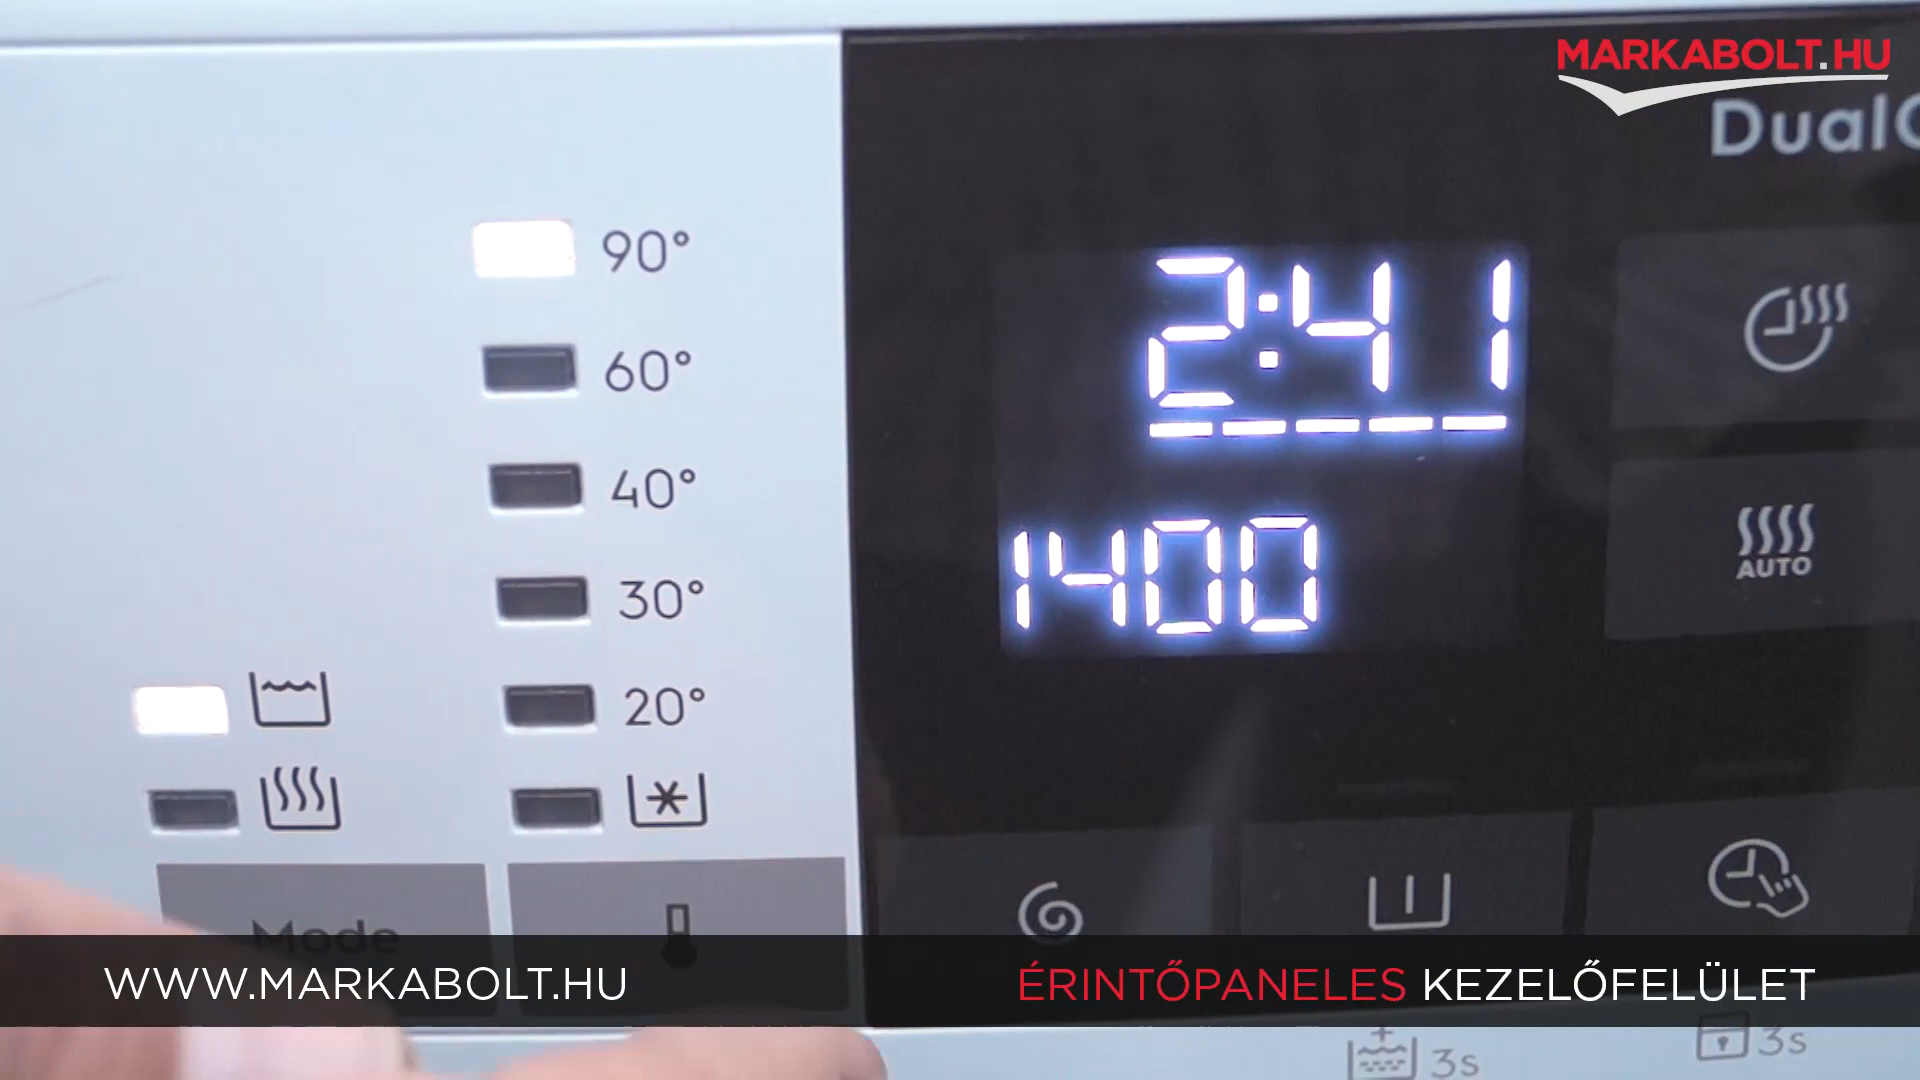 MARKABOLT.HU
90°
60°
40°
30°
20°
2:41
1400
AUTO
Mode
WWW.MARKABOLT.HU
ÉRINTŐPANELES KEZELŐFELÜLET
3s
3s